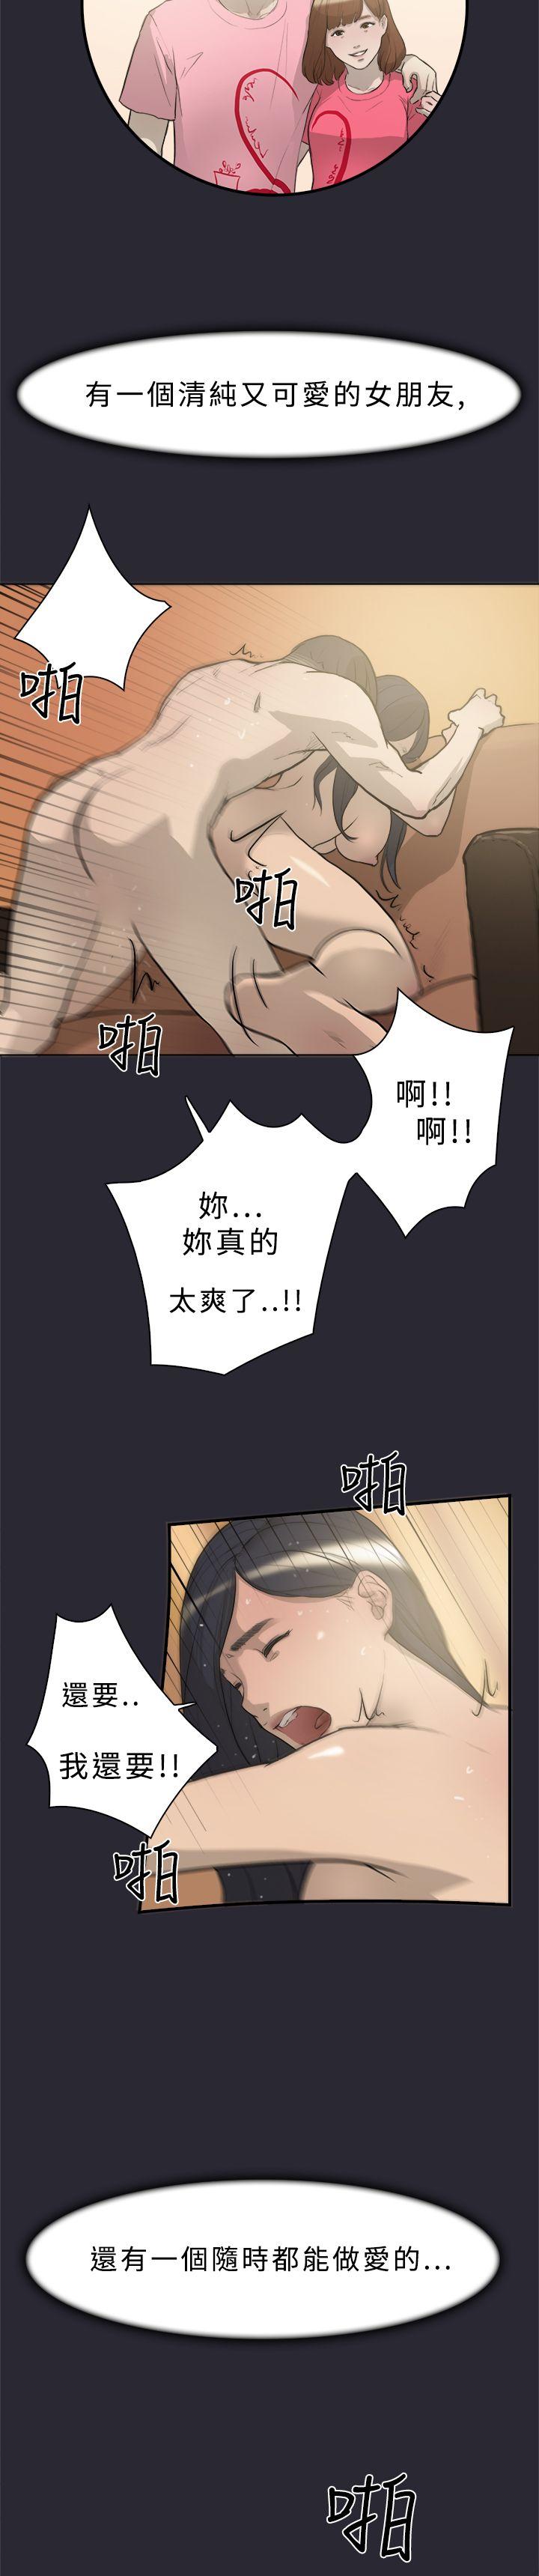 有一個清純又可愛的女朋友,
啪
啪
啪
啊!!
啊!!
妳...
妳真的
太爽了..!!
啪
還要..
我還要!!
啪
還有一個隨時都能做愛的...
啪